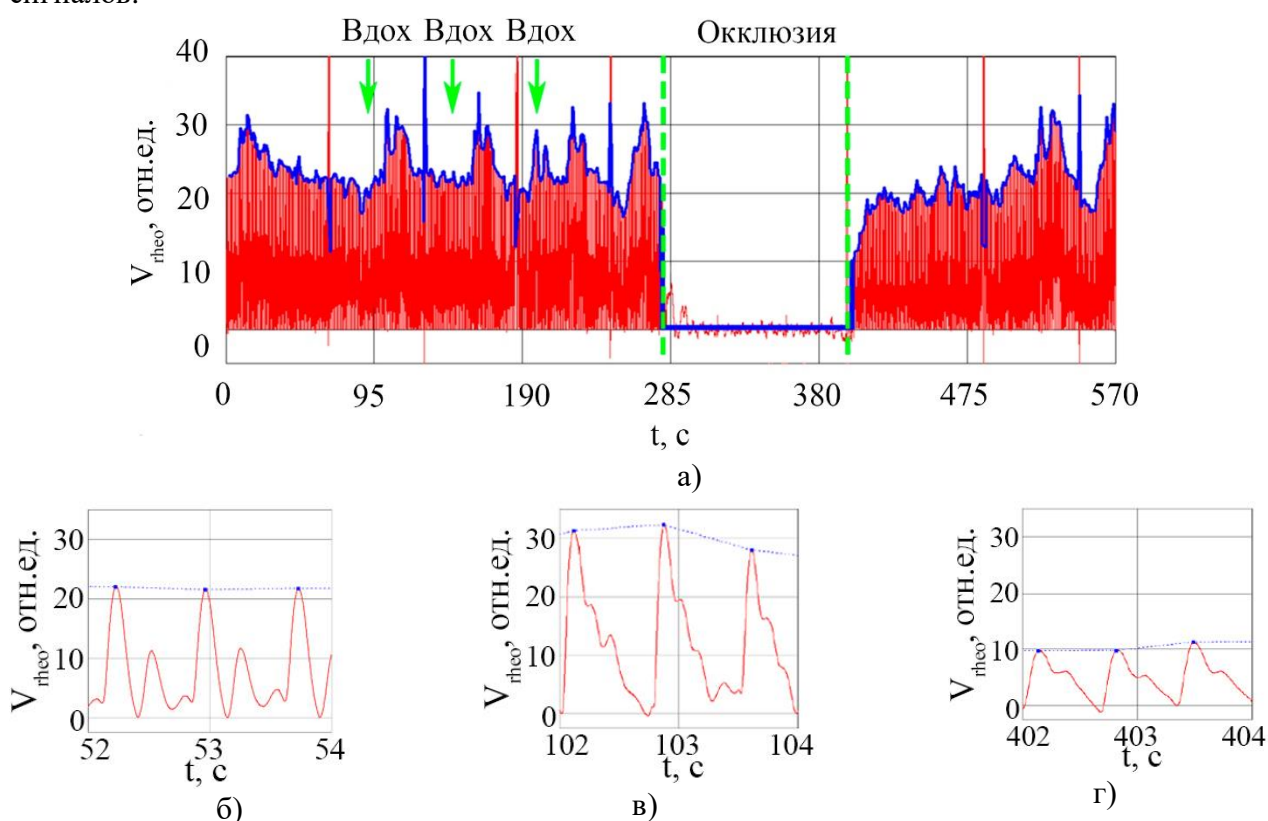 сигналов.
Вдох Вдох Вдох Окклюзия
40
30
20
10
0
V_rheo, отн.ед.
0 95 190 285 380 475 570
t, с
а)
30
20
10
0
V_rheo, отн.ед.
52 53 54
t, с
б)
30
20
10
0
V_rheo, отн.ед.
102 103 104
t, с
в)
30
20
10
0
V_rheo, отн.ед.
402 403 404
t, с
г)